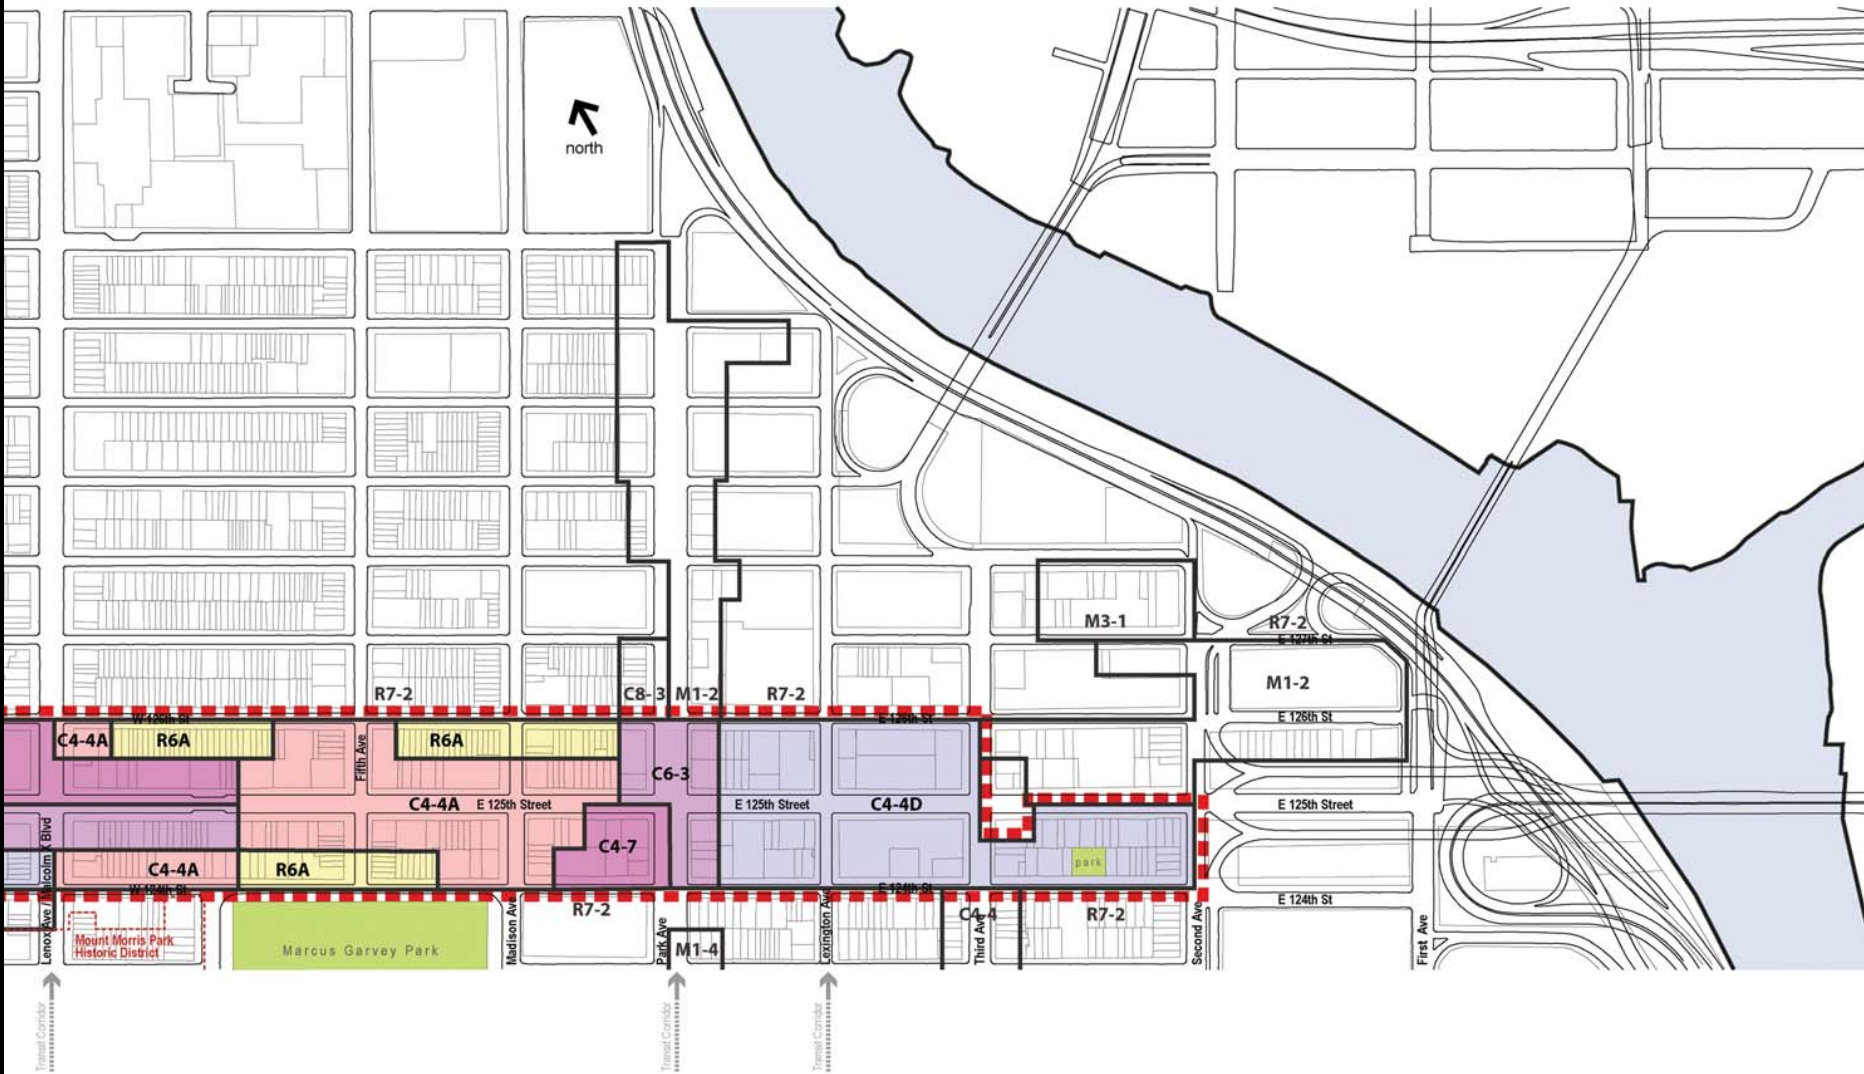 north
M3-1
R7-2
E 127th St
M1-2
R7-2
C8- 3
M1-2
R7-2
W 126th St
E 126th St
E 126th St
C4-4A
R6A
Fifth Ave
R6A
C6-3
C4-4A
E 125th Street
E 125th Street
C4-4D
E 125th Street
C4-7
park
C4-4A
R6A
W 124th St
E 124th St
E 124th St
Lenox Ave / Malcolm X Blvd
Mount Morris Park
Historic District
Marcus Garvey Park
Madison Ave
R7-2
Park Ave
M1-4
Lexington Ave
C4-4
Third Ave
R7-2
Second Ave
First Ave
Transit Corridor
Transit Corridor
Transit Corridor